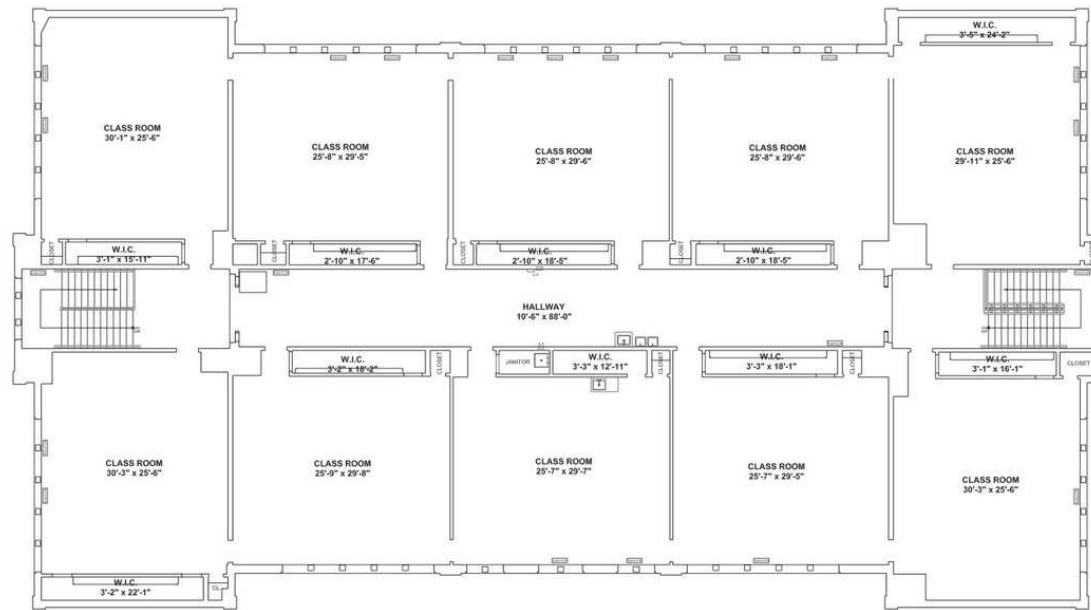 W.I.C.
3'-5" x 24'-2"
CLASS ROOM
30'-1" x 25'-6"
CLASS ROOM
25'-8" x 29'-5"
CLASS ROOM
25'-8" x 29'-6"
CLASS ROOM
25'-8" x 29'-6"
CLASS ROOM
29'-11" x 25'-6"
CLOSET
W.I.C.
3'-1" x 15'-11"
CLOSET
W.I.C.
2'-10" x 17'-6"
CLOSET
W.I.C.
2'-10" x 18'-5"
CLOSET
W.I.C.
2'-10" x 18'-5"
HALLWAY
10'-6" x 88'-0"
W.I.C.
3'-2" x 18'-2"
CLOSET
JANITOR
W.I.C.
3'-3" x 12'-11"
CLOSET
W.I.C.
3'-3" x 18'-1"
CLOSET
W.I.C.
3'-1" x 16'-1"
CLOSET
CLASS ROOM
30'-3" x 25'-6"
CLASS ROOM
25'-9" x 29'-8"
CLASS ROOM
25'-7" x 29'-7"
CLASS ROOM
25'-7" x 29'-5"
CLASS ROOM
30'-3" x 25'-6"
W.I.C.
3'-2" x 22'-1"